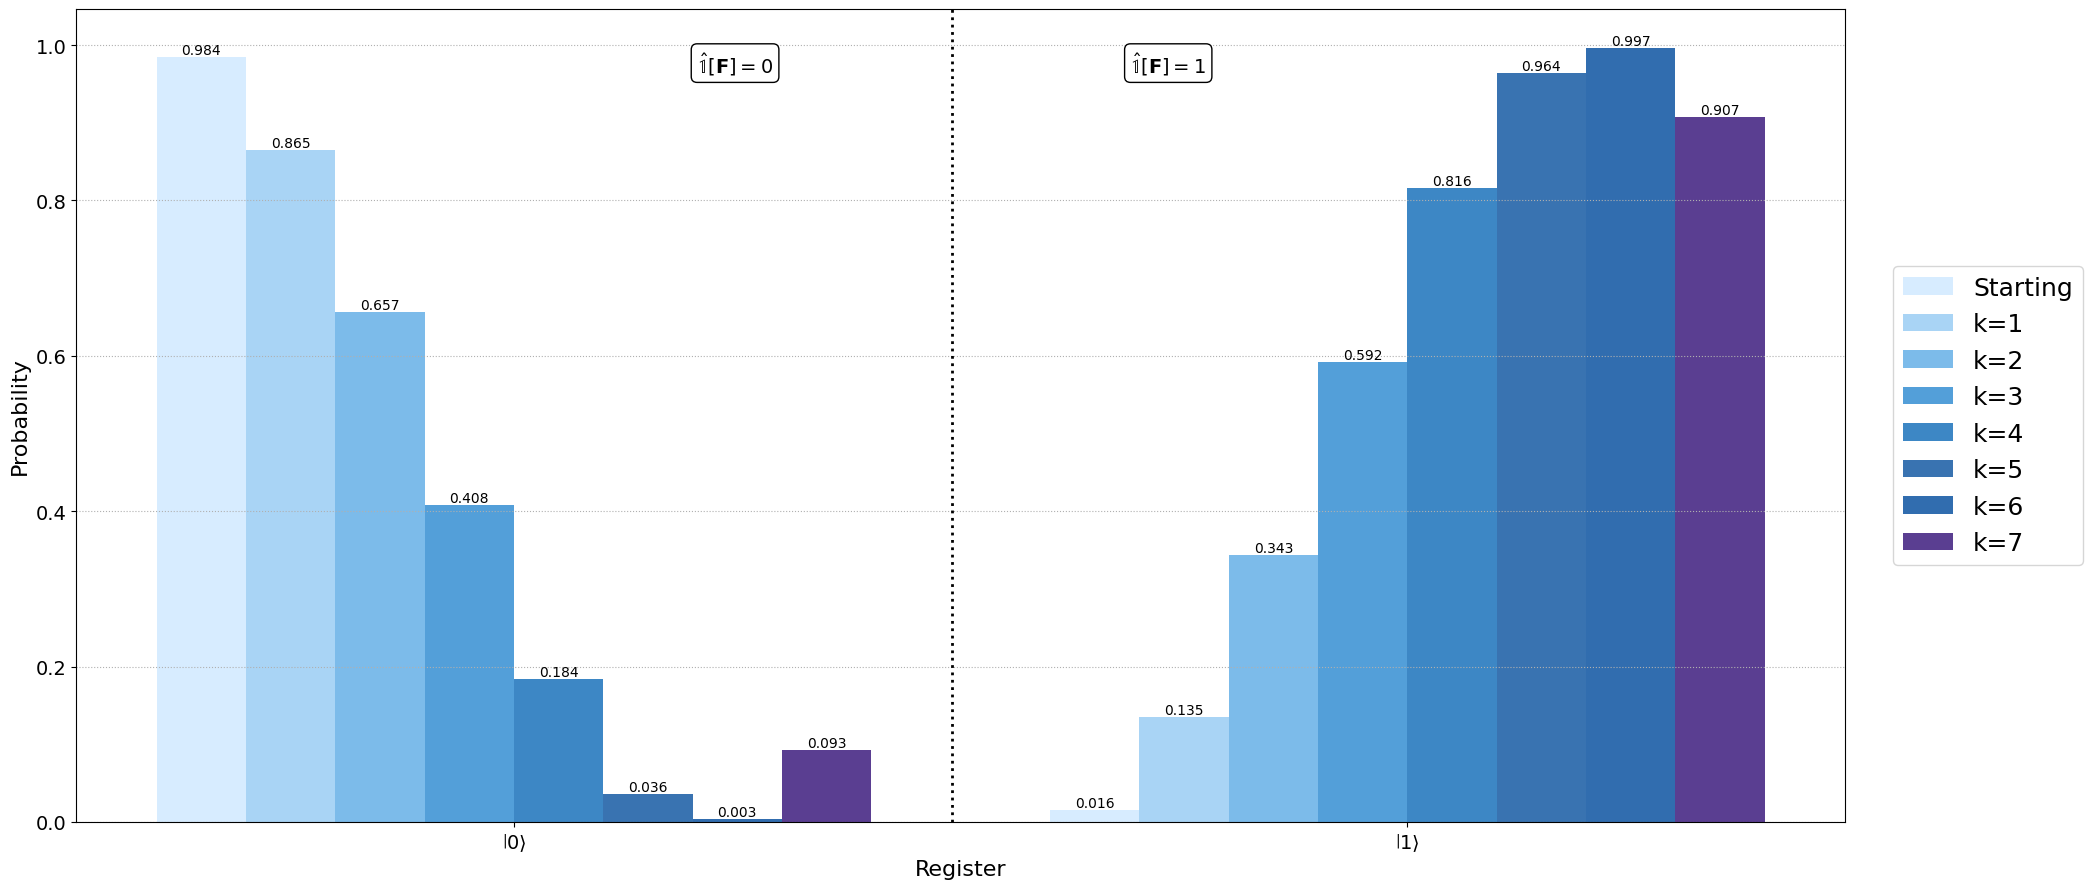 Probability
1.0
0.8
0.6
0.4
0.2
0.0
0.984
0.865
0.657
0.408
0.184
0.036
0.003
0.093
𝟙̂[𝐅] = 0
𝟙̂[𝐅] = 1
0.016
0.135
0.343
0.592
0.816
0.964
0.997
0.907
|0⟩
|1⟩
Register
Starting
k=1
k=2
k=3
k=4
k=5
k=6
k=7